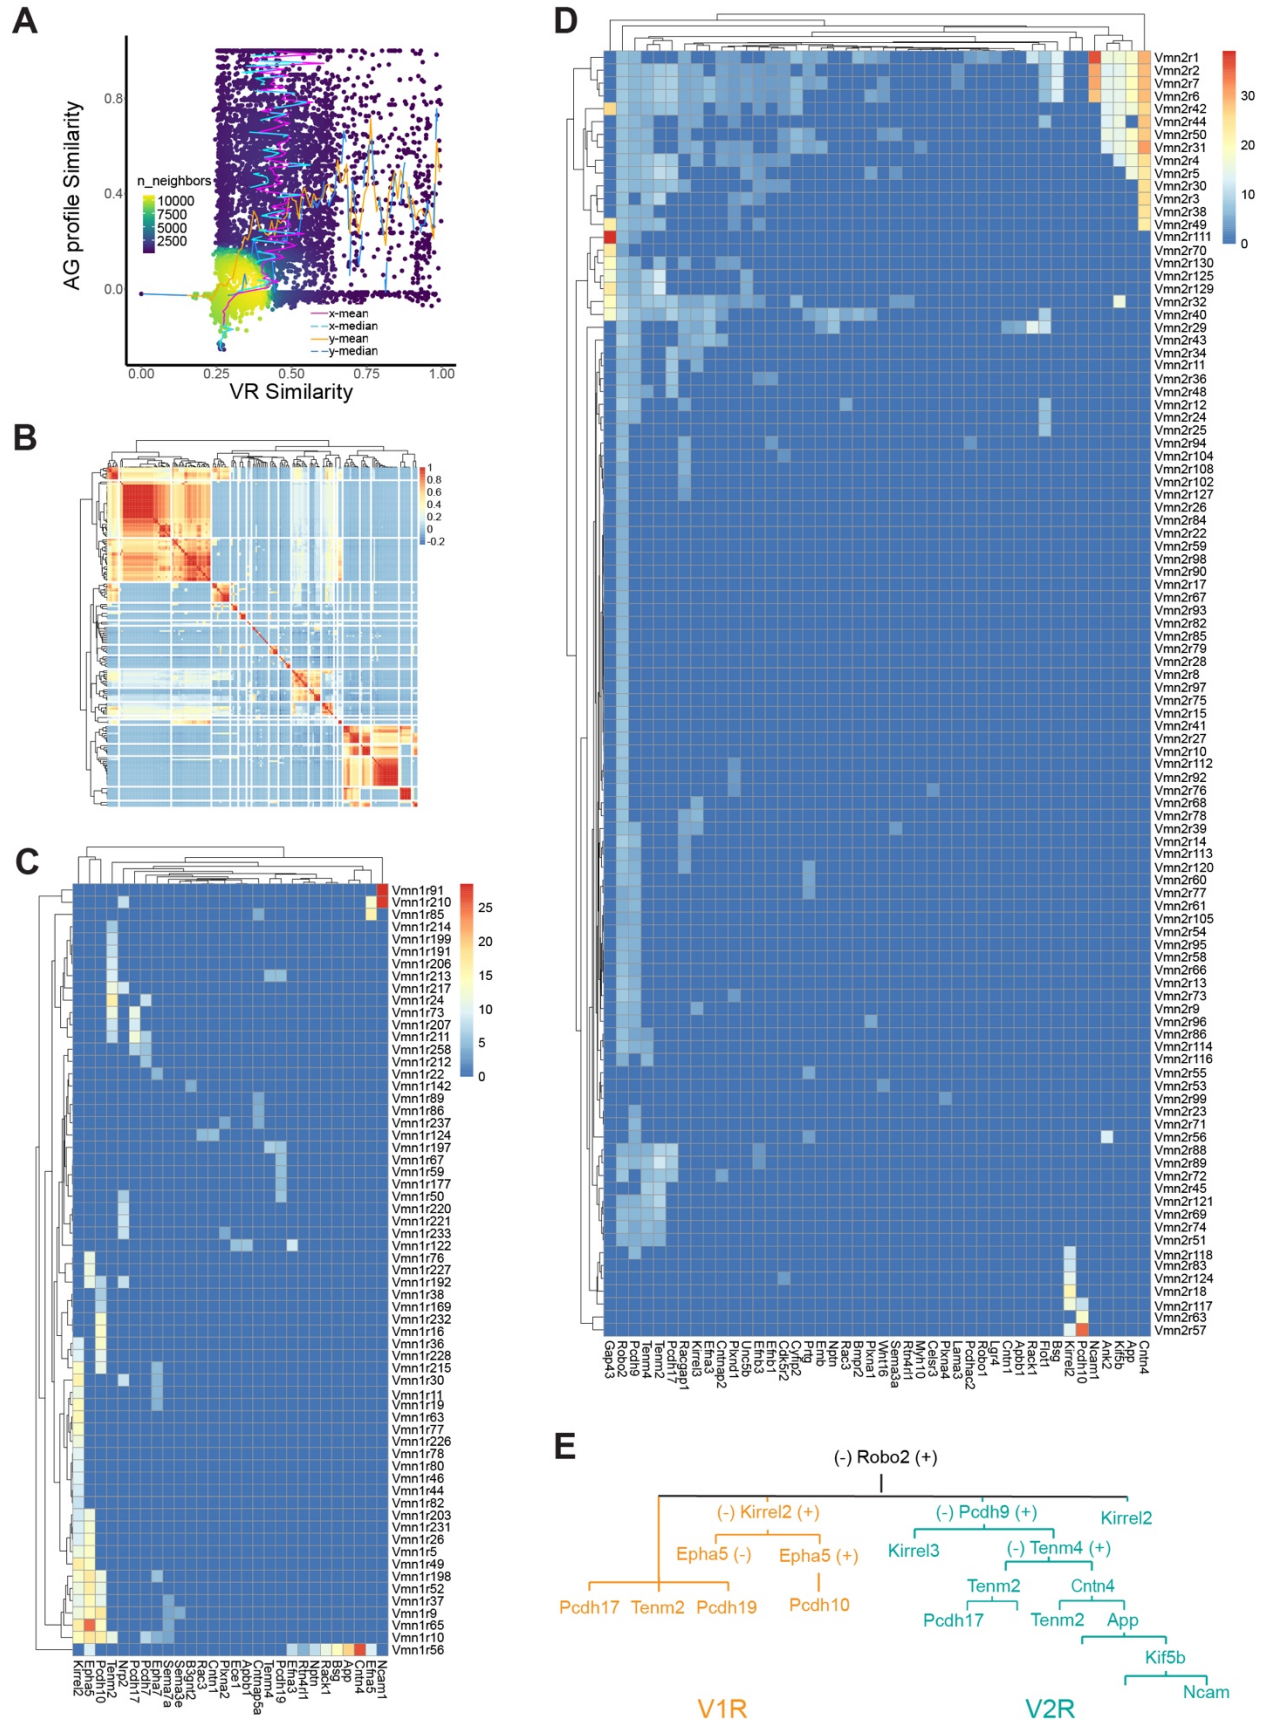 A
AG profile Similarity
0.8
0.4
0.0
n_neighbors
10000
7500
5000
2500
x-mean
x-median
y-mean
y-median
0.00 0.25 0.50 0.75 1.00
VR Similarity
B
1
0.8
0.6
0.4
0.2
0
-0.2
C
Vmn1r91
Vmn1r210
Vmn1r85
Vmn1r214
Vmn1r199
Vmn1r191
Vmn1r206
Vmn1r213
Vmn1r217
Vmn1r24
Vmn1r73
Vmn1r207
Vmn1r211
Vmn1r258
Vmn1r212
Vmn1r22
Vmn1r142
Vmn1r89
Vmn1r86
Vmn1r237
Vmn1r124
Vmn1r197
Vmn1r67
Vmn1r59
Vmn1r177
Vmn1r50
Vmn1r220
Vmn1r221
Vmn1r233
Vmn1r122
Vmn1r76
Vmn1r227
Vmn1r192
Vmn1r38
Vmn1r169
Vmn1r232
Vmn1r16
Vmn1r36
Vmn1r228
Vmn1r215
Vmn1r30
Vmn1r11
Vmn1r19
Vmn1r63
Vmn1r77
Vmn1r226
Vmn1r78
Vmn1r80
Vmn1r46
Vmn1r44
Vmn1r82
Vmn1r203
Vmn1r231
Vmn1r26
Vmn1r5
Vmn1r49
Vmn1r198
Vmn1r52
Vmn1r37
Vmn1r9
Vmn1r65
Vmn1r10
Vmn1r56
25
20
15
10
5
0
Kirrel2
Epha5
Pcdh10
Tenm2
Nrp2
Pcdh17
Pcdh7
Epha7
Sema7a
Sema3e
B3gnt2
Rac3
Cntn1
Plxna2
Ece1
Apbb1
Cntnap5a
Tenm4
Pcdh19
Efna3
Rtn4rl1
Nptn
Rack1
Bsg
App
Cntn4
Efna5
Ncam1
D
Vmn2r1
Vmn2r2
Vmn2r7
Vmn2r6
Vmn2r42
Vmn2r44
Vmn2r50
Vmn2r31
Vmn2r4
Vmn2r5
Vmn2r30
Vmn2r3
Vmn2r38
Vmn2r49
Vmn2r111
Vmn2r70
Vmn2r130
Vmn2r125
Vmn2r129
Vmn2r32
Vmn2r40
Vmn2r29
Vmn2r43
Vmn2r34
Vmn2r11
Vmn2r36
Vmn2r48
Vmn2r12
Vmn2r24
Vmn2r25
Vmn2r94
Vmn2r104
Vmn2r108
Vmn2r102
Vmn2r127
Vmn2r26
Vmn2r84
Vmn2r22
Vmn2r59
Vmn2r98
Vmn2r90
Vmn2r17
Vmn2r67
Vmn2r93
Vmn2r82
Vmn2r85
Vmn2r79
Vmn2r28
Vmn2r8
Vmn2r97
Vmn2r75
Vmn2r15
Vmn2r41
Vmn2r27
Vmn2r10
Vmn2r112
Vmn2r92
Vmn2r76
Vmn2r68
Vmn2r78
Vmn2r39
Vmn2r14
Vmn2r113
Vmn2r120
Vmn2r60
Vmn2r77
Vmn2r61
Vmn2r105
Vmn2r54
Vmn2r95
Vmn2r58
Vmn2r66
Vmn2r13
Vmn2r73
Vmn2r9
Vmn2r96
Vmn2r86
Vmn2r114
Vmn2r116
Vmn2r55
Vmn2r53
Vmn2r99
Vmn2r23
Vmn2r71
Vmn2r56
Vmn2r88
Vmn2r89
Vmn2r72
Vmn2r45
Vmn2r121
Vmn2r69
Vmn2r74
Vmn2r51
Vmn2r118
Vmn2r83
Vmn2r124
Vmn2r18
Vmn2r117
Vmn2r63
Vmn2r57
30
20
10
0
Gap43
Robo2
Pcdh9
Tenm4
Tenm2
Pcdh17
Racgap1
Kirrel3
Efna3
Cntnap2
Plxnd1
Unc5b
Efnb3
Efnb1
Cdk5r2
Cyfip2
Prtg
Emb
Nptn
Rac3
Bmpr2
Plxna1
Wnt16
Sema3a
Rtn4rl1
Myh10
Celsr3
Plxna4
Lama3
Pcdhac2
Robo1
Lgr4
Cntn1
Apbb1
Rack1
Flot1
Bsg
Kirrel2
Pcdh10
Ncam1
Ank2
Kif5b
App
Cntn4
E
(-) Robo2 (+)
(-) Kirrel2 (+)
(-) Pcdh9 (+)
Kirrel2
Epha5 (-)
Epha5 (+)
Kirrel3
(-) Tenm4 (+)
Pcdh17
Tenm2
Pcdh19
Pcdh10
Tenm2
Cntn4
Pcdh17
Tenm2
App
Kif5b
Ncam
V1R
V2R